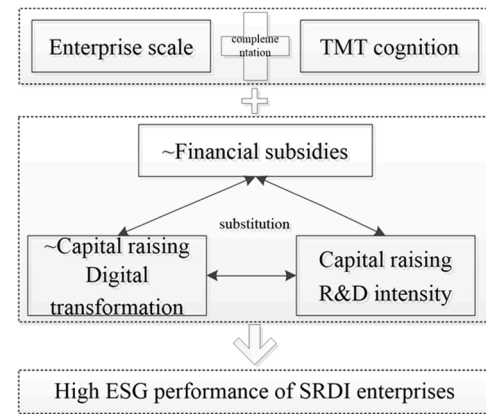 Enterprise scale
compleme
ntation
TMT cognition
~Financial subsidies
substitution
~Capital raising
Digital
transformation
Capital raising
R&D intensity
High ESG performance of SRDI enterprises